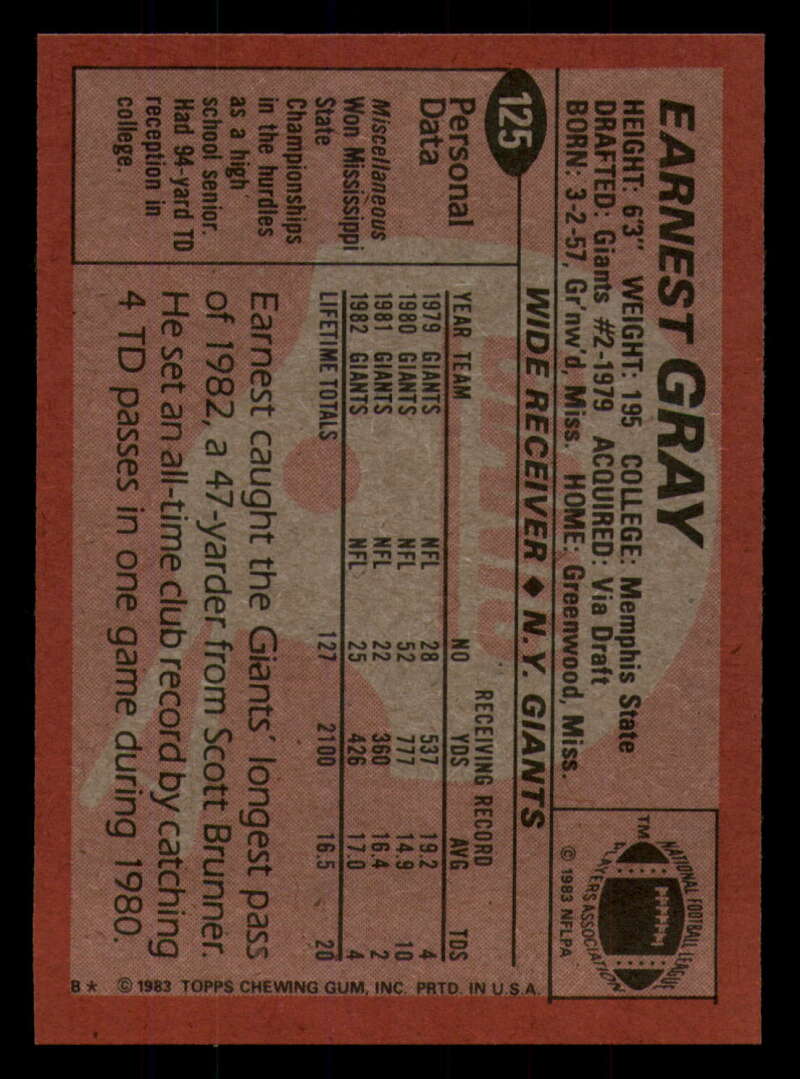 EARNEST GRAY
HEIGHT: 6'3" WEIGHT: 195 COLLEGE: Memphis State
DRAFTED: Giants #2-1979 ACQUIRED: Via Draft
BORN: 3-2-57, Gr'nw'd, Miss. HOME: Greenwood, Miss.
NATIONAL FOOTBALL LEAGUE
PLAYERS ASSOCIATION
TM
© 1983 NFLPA
125
WIDE RECEIVER ♦ N.Y. GIANTS
Personal
Data
Miscellaneous
Won Mississippi
State
Championships
in the hurdles
as a high
school senior.
Had 94-yard TD
reception in
college.
RECEIVING RECORD
YEAR TEAM NO YDS AVG TDS
1979 GIANTS NFL 28 537 19.2 4
1980 GIANTS NFL 52 777 14.9 10
1981 GIANTS NFL 22 360 16.4 2
1982 GIANTS NFL 25 426 17.0 4
LIFETIME TOTALS 127 2100 16.5 20
Earnest caught the Giants' longest pass
of 1982, a 47-yarder from Scott Brunner.
He set an all-time club record by catching
4 TD passes in one game during 1980.
B* © 1983 TOPPS CHEWING GUM, INC. PRTD. IN U.S.A.